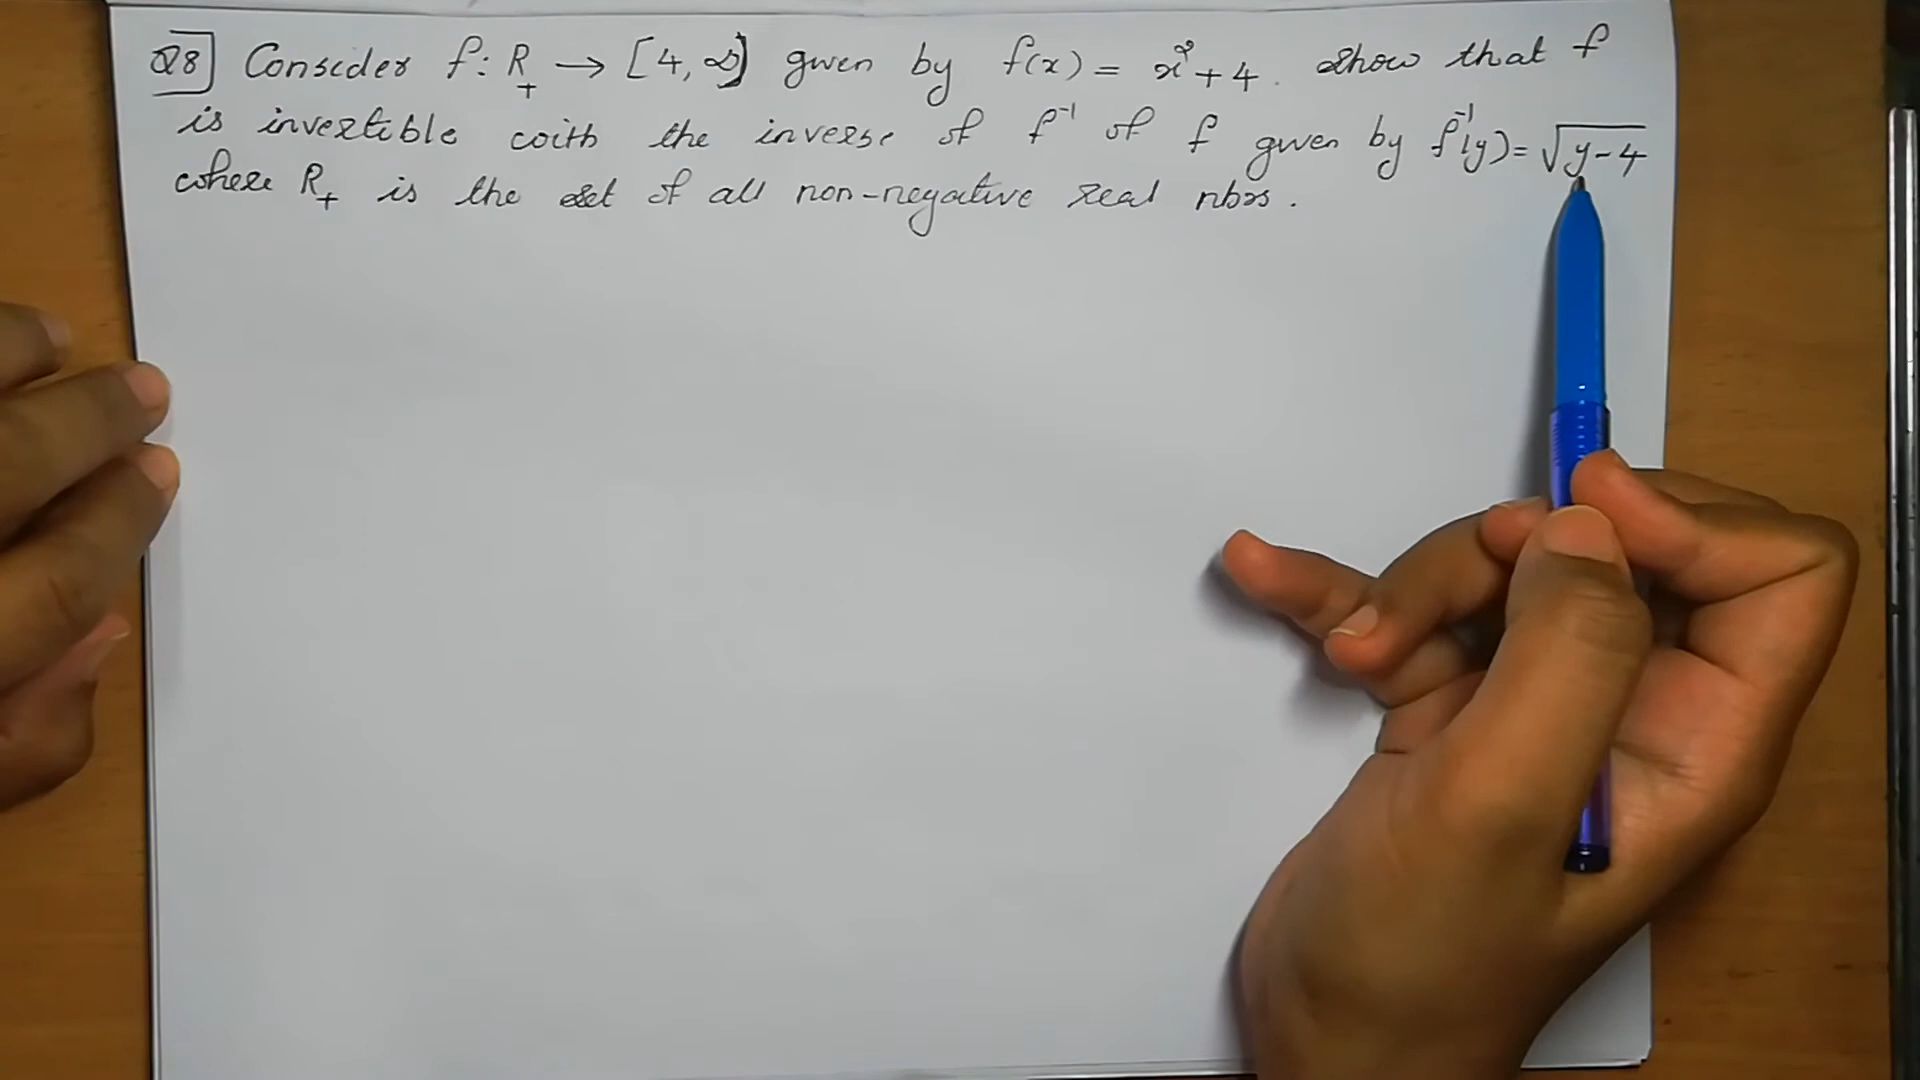 Q8 Consider f: R₊ → [4, ∞) given by f(x) = x² + 4. Show that f
is invertible with the inverse of f⁻¹ of f given by f⁻¹(y) = √(y-4)
where R₊ is the set of all non-negative real nbrs.